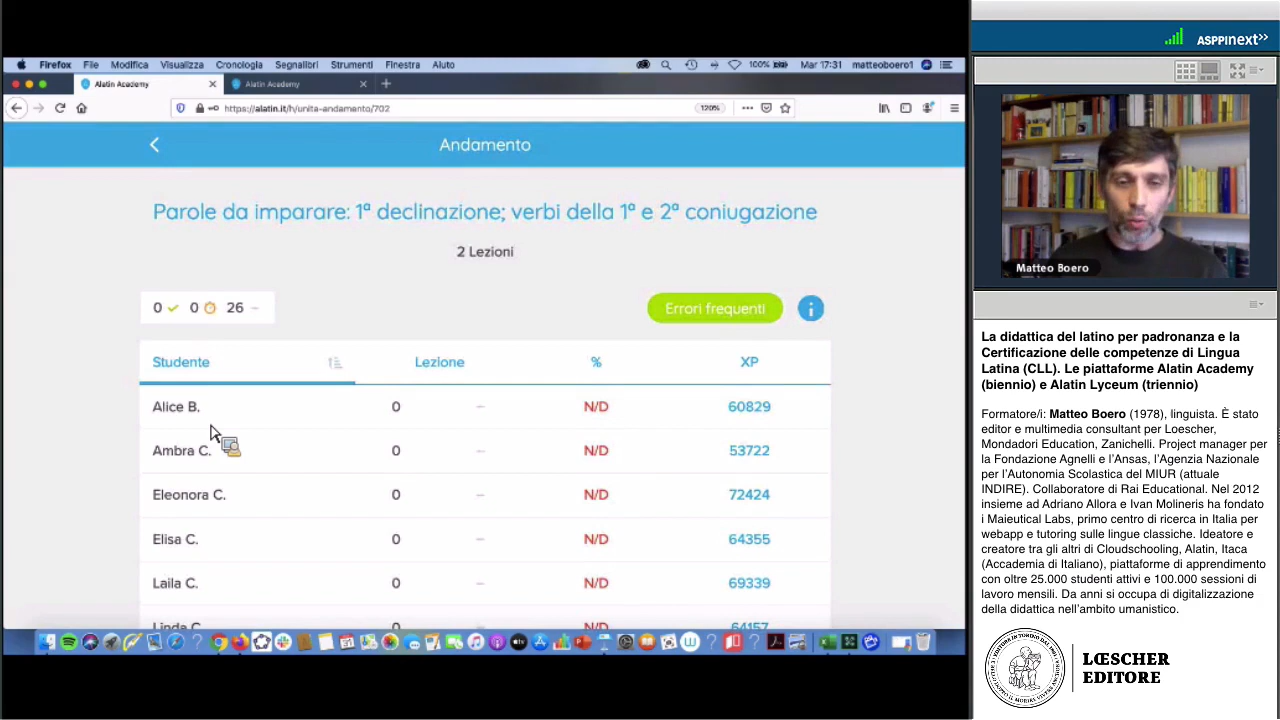 Firefox File Modifica Visualizza Cronologia Segnalibri Strumenti Finestra Aiuto 100% Mar 17:31 matteoboero1
Alatin Academy Alatin Academy
https://alatin.it/h/unita-andamento/702 120%
Andamento
Parole da imparare: 1ª declinazione; verbi della 1ª e 2ª coniugazione
2 Lezioni
0 0 26 –
Errori frequenti i
Studente Lezione % XP
Alice B. 0 – N/D 60829
Ambra C. 0 – N/D 53722
Eleonora C. 0 – N/D 72424
Elisa C. 0 – N/D 64355
Laila C. 0 – N/D 69339
Linda C. 0 – N/D 64157
ASPPInext>>
Matteo Boero
La didattica del latino per padronanza e la
Certificazione delle competenze di Lingua
Latina (CLL). Le piattaforme Alatin Academy
(biennio) e Alatin Lyceum (triennio)
Formatore/i: Matteo Boero (1978), linguista. È stato
editor e multimedia consultant per Loescher,
Mondadori Education, Zanichelli. Project manager per
la Fondazione Agnelli e l'Ansas, l'Agenzia Nazionale
per l'Autonomia Scolastica del MIUR (attuale
INDIRE). Collaboratore di Rai Educational. Nel 2012
insieme ad Adriano Allora e Ivan Molineris ha fondato
i Maieutical Labs, primo centro di ricerca in Italia per
webapp e tutoring sulle lingue classiche. Ideatore e
creatore tra gli altri di Cloudschooling, Alatin, Itaca
(Accademia di Italiano), piattaforme di apprendimento
con oltre 25.000 studenti attivi e 100.000 sessioni di
lavoro mensili. Da anni si occupa di digitalizzazione
della didattica nell'ambito umanistico.
LŒSCHER
EDITORE